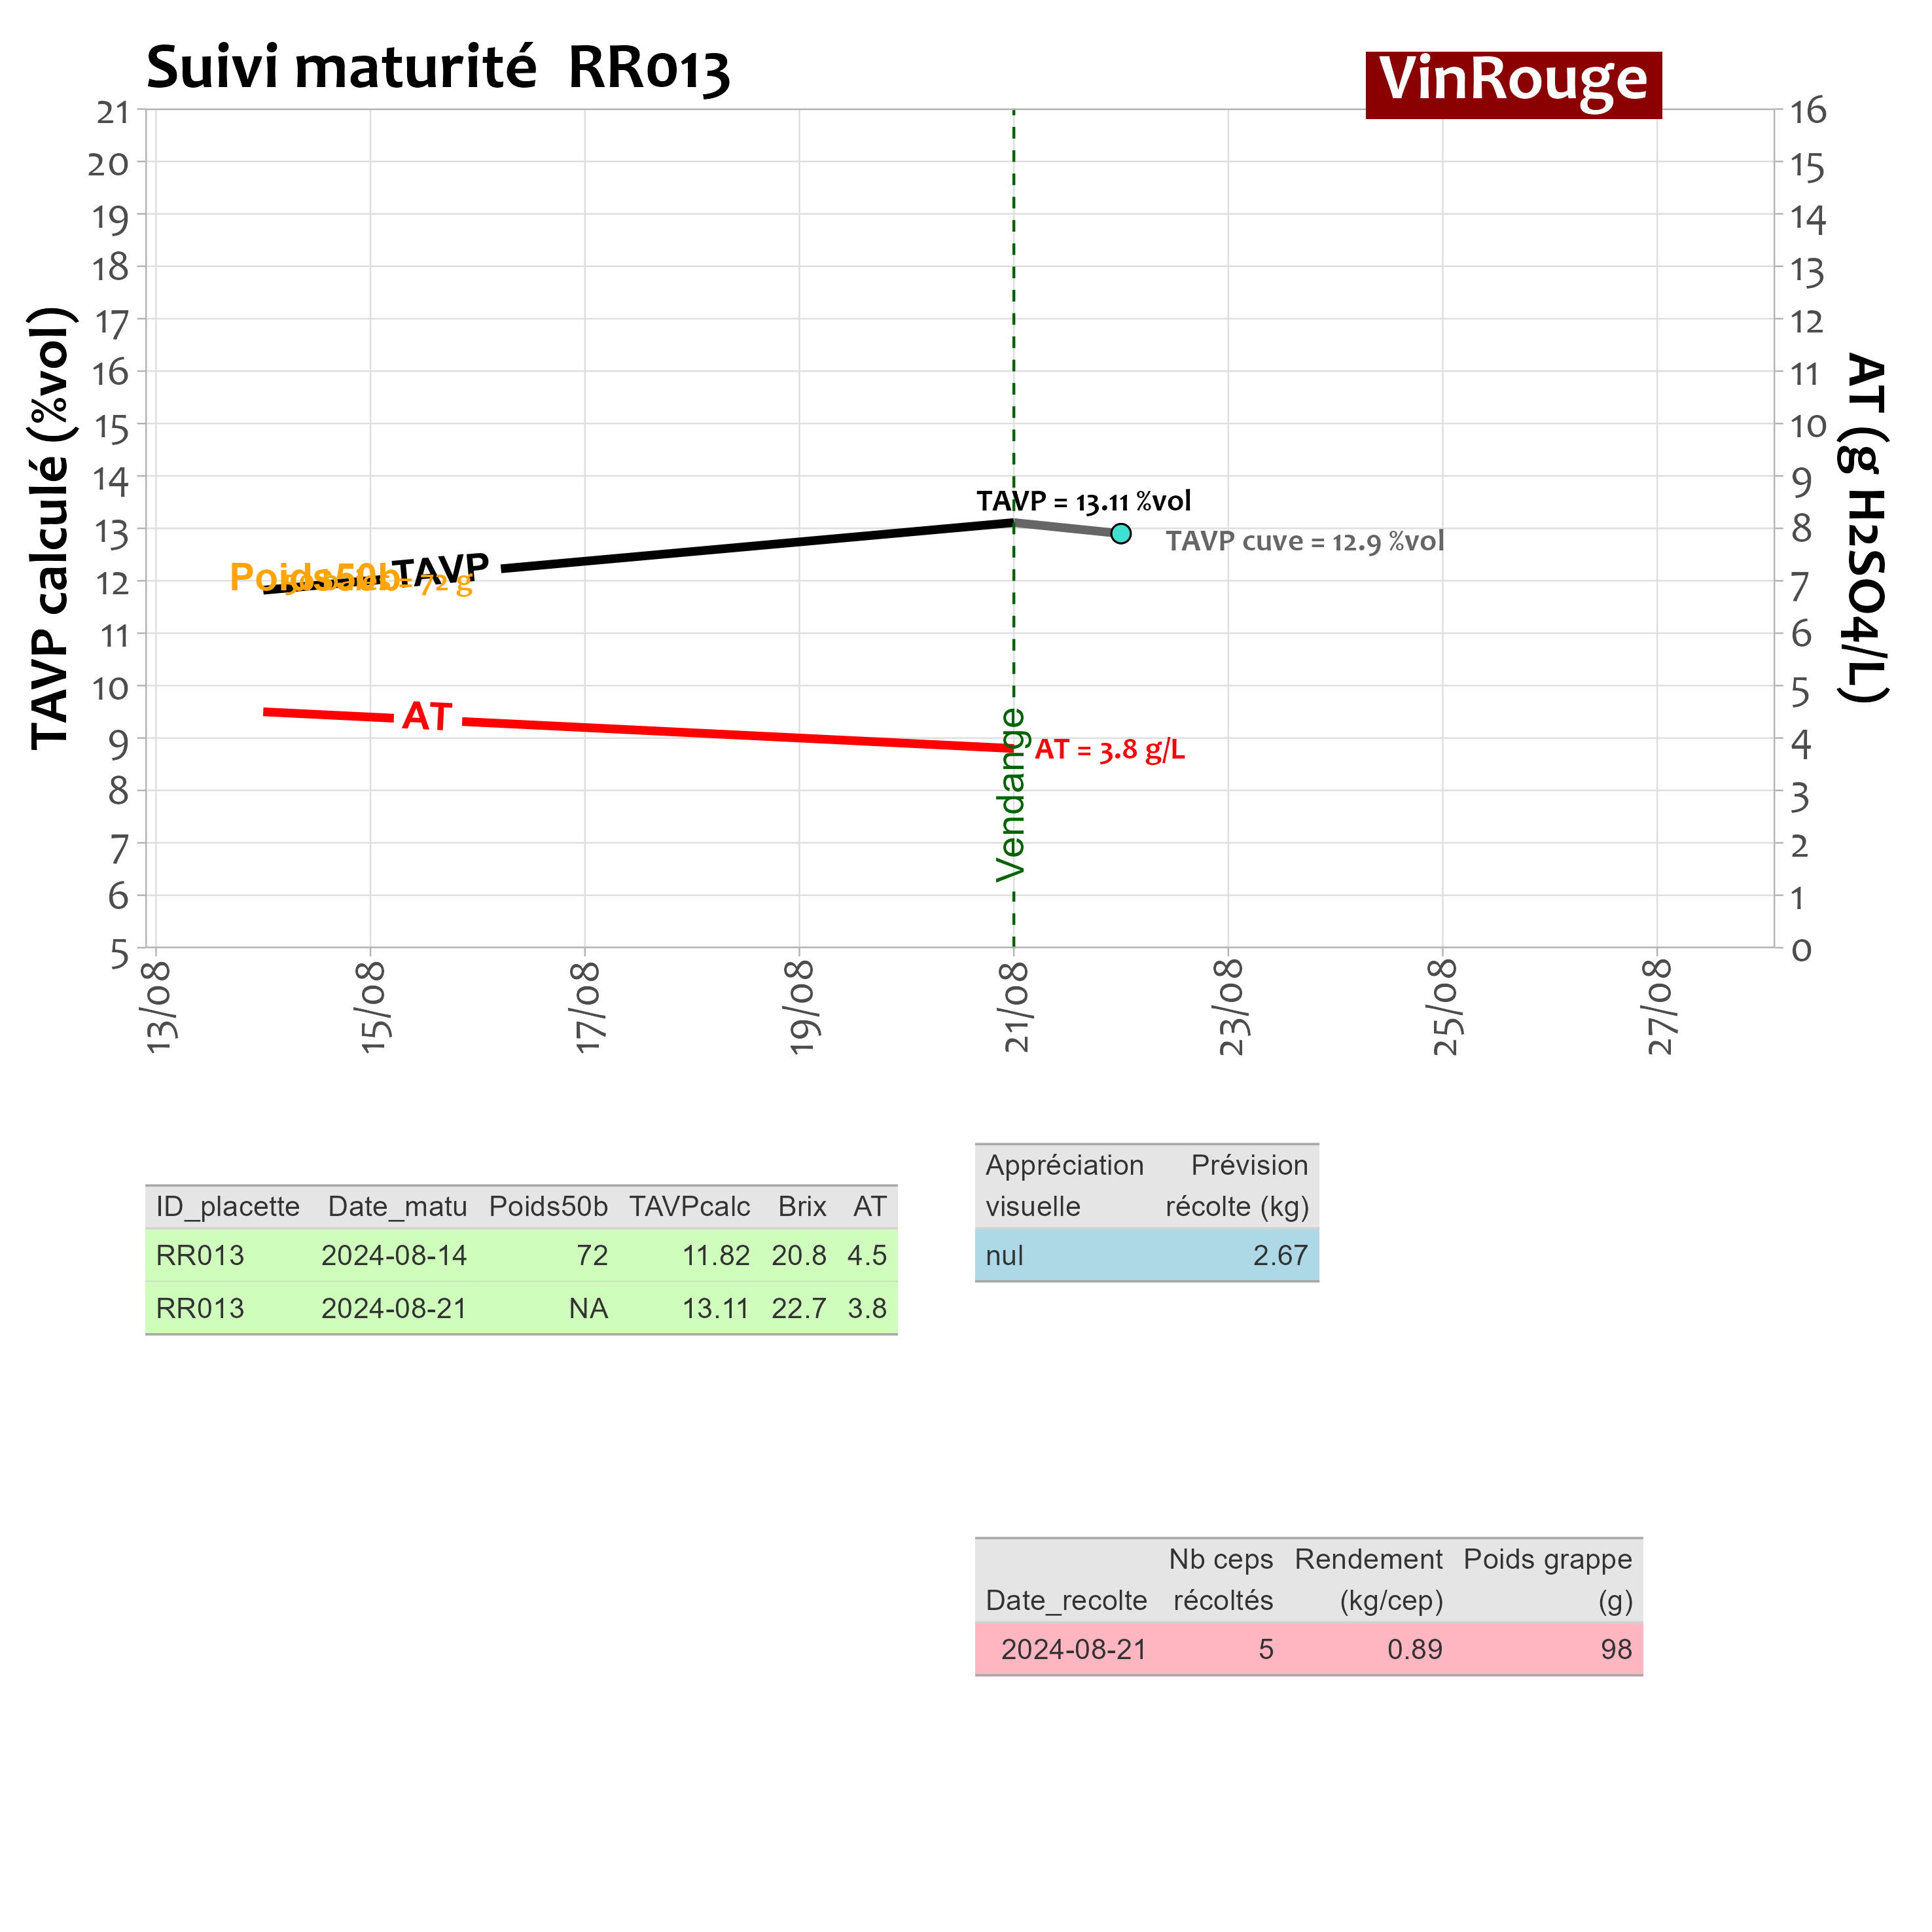 Suivi maturité RR013
VinRouge
TAVP calculé (%vol)
21
20
19
18
17
16
15
14
13
12
11
10
9
8
7
6
5
AT (g H2SO4/L)
16
15
14
13
12
11
10
9
8
7
6
5
4
3
2
1
0
TAVP = 13.11 %vol
TAVP cuve = 12.9 %vol
TAVP
Poids50b
= 72 g
AT
AT = 3.8 g/L
Vendange
13/08
15/08
17/08
19/08
21/08
23/08
25/08
27/08
ID_placette Date_matu Poids50b TAVPcalc Brix AT
RR013 2024-08-14 72 11.82 20.8 4.5
RR013 2024-08-21 NA 13.11 22.7 3.8
Appréciation Prévision
visuelle récolte (kg)
nul 2.67
Nb ceps Rendement Poids grappe
Date_recolte récoltés (kg/cep) (g)
2024-08-21 5 0.89 98